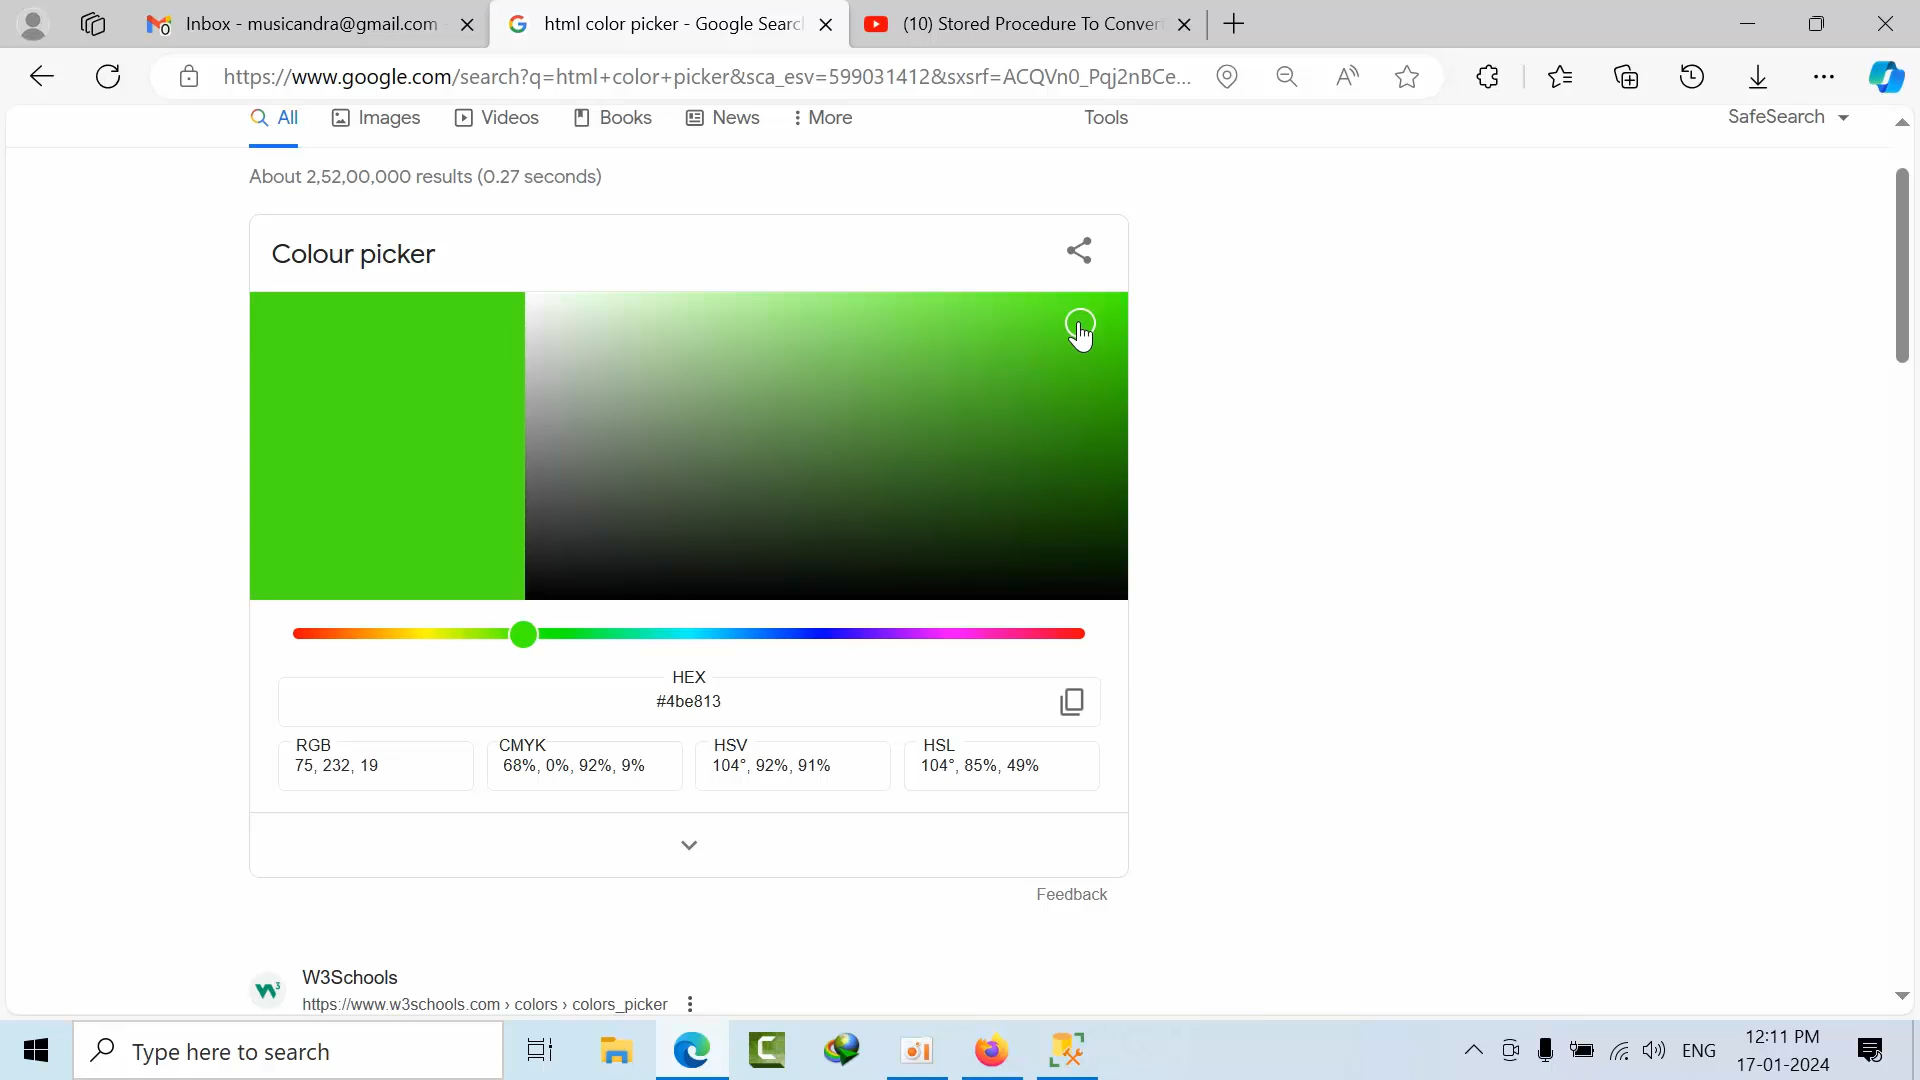 Inbox - musicandra@gmail.com
html color picker - Google Search
(10) Stored Procedure To Convert
https://www.google.com/search?q=html+color+picker&sca_esv=599031412&sxsrf=ACQVn0_Pqj2nBCe...
All
Images
Videos
Books
News
More
Tools
SafeSearch
About 2,52,00,000 results (0.27 seconds)
Colour picker
HEX
#4be813
RGB
75, 232, 19
CMYK
68%, 0%, 92%, 9%
HSV
104°, 92%, 91%
HSL
104°, 85%, 49%
Feedback
W3Schools
https://www.w3schools.com › colors › colors_picker
Type here to search
ENG
12:11 PM
17-01-2024